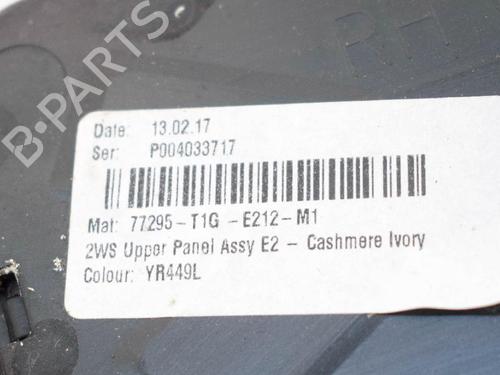 RH
B-PARTS
Date: 13.02.17
Ser: P004033717
Mat: 77295-T1G -E212-M1
2WS Upper Panel Assy E2 - Cashmere Ivory
Colour: YR449L